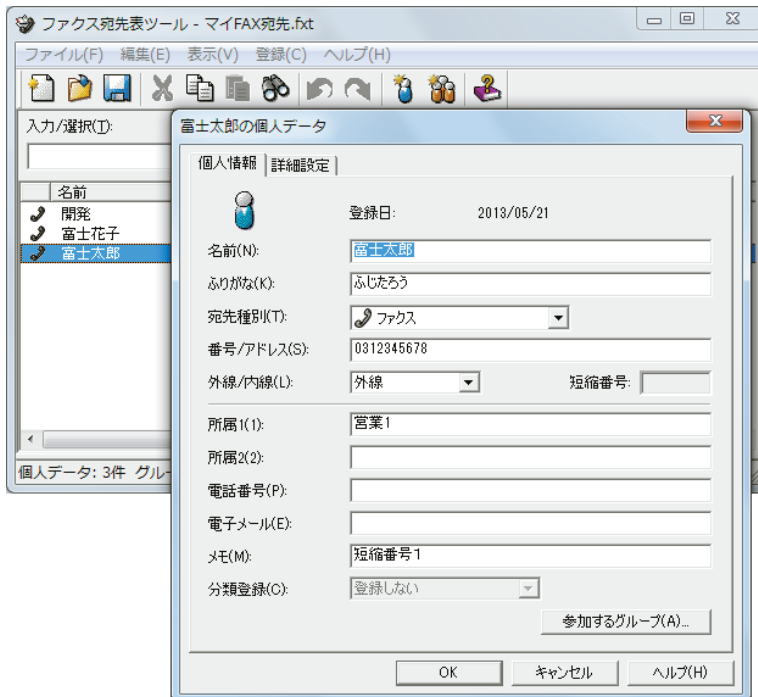 ファクス宛先表ツール - マイFAX宛先.fxt
ファイル(F) 編集(E) 表示(V) 登録(C) ヘルプ(H)
入力/選択(T):
名前
開発
富士花子
富士太郎
個人データ: 3件 グルー
富士太郎の個人データ
個人情報 詳細設定
登録日: 2013/05/21
名前(N): 富士太郎
ふりがな(K): ふじたろう
宛先種別(T): ファクス
番号/アドレス(S): 0312345678
外線/内線(L): 外線 短縮番号:
所属1(1): 営業1
所属2(2):
電話番号(P):
電子メール(E):
メモ(M): 短縮番号1
分類登録(C): 登録しない
参加するグループ(A)...
OK キャンセル ヘルプ(H)